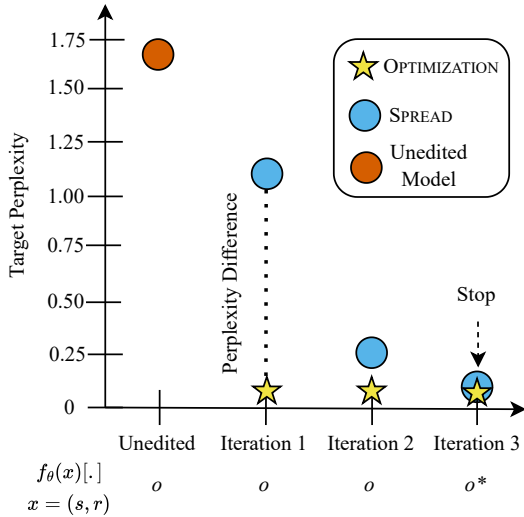 1.75
1.50
1.25
1.00
0.75
0.50
0.25
0
Target Perplexity
OPTIMIZATION
SPREAD
Unedited
Model
Perplexity Difference
Stop
Unedited Iteration 1 Iteration 2 Iteration 3
f_θ(x)[.] o o o o*
x = (s, r)